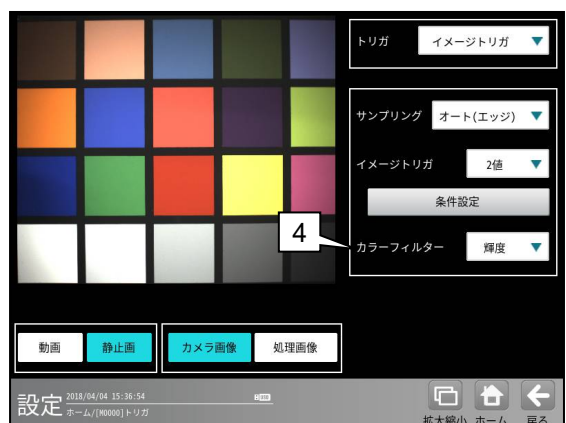 トリガ イメージトリガ ▼
サンプリング オート(エッジ) ▼
イメージトリガ 2値 ▼
条件設定
4
カラーフィルター 輝度 ▼
動画 静止画 カメラ画像 処理画像
設定
2018/04/04 15:36:54
ホーム/[M0000]トリガ
拡大縮小 ホーム 戻る